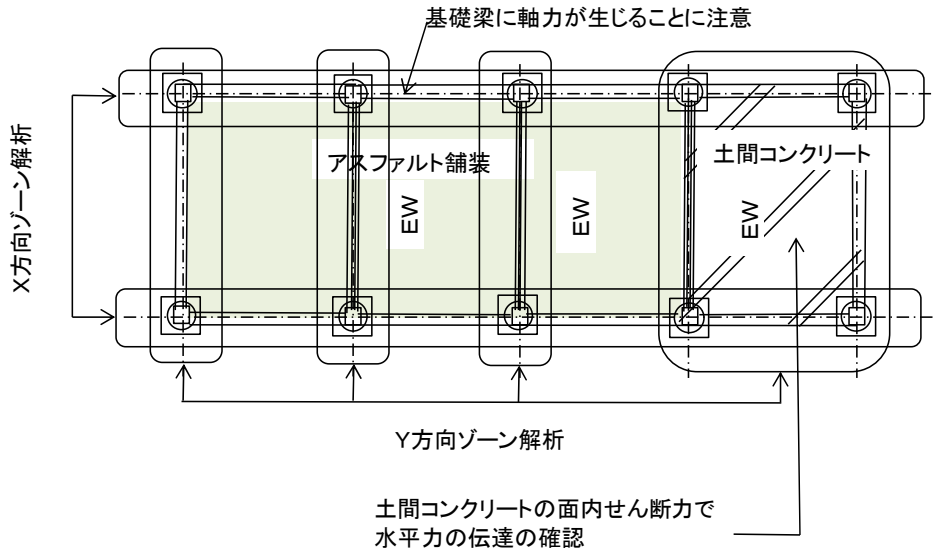 基礎梁に軸力が生じることに注意
X方向ゾーン解析
アスファルト舗装
土間コンクリート
EW
EW
EW
Y方向ゾーン解析
土間コンクリートの面内せん断力で
水平力の伝達の確認